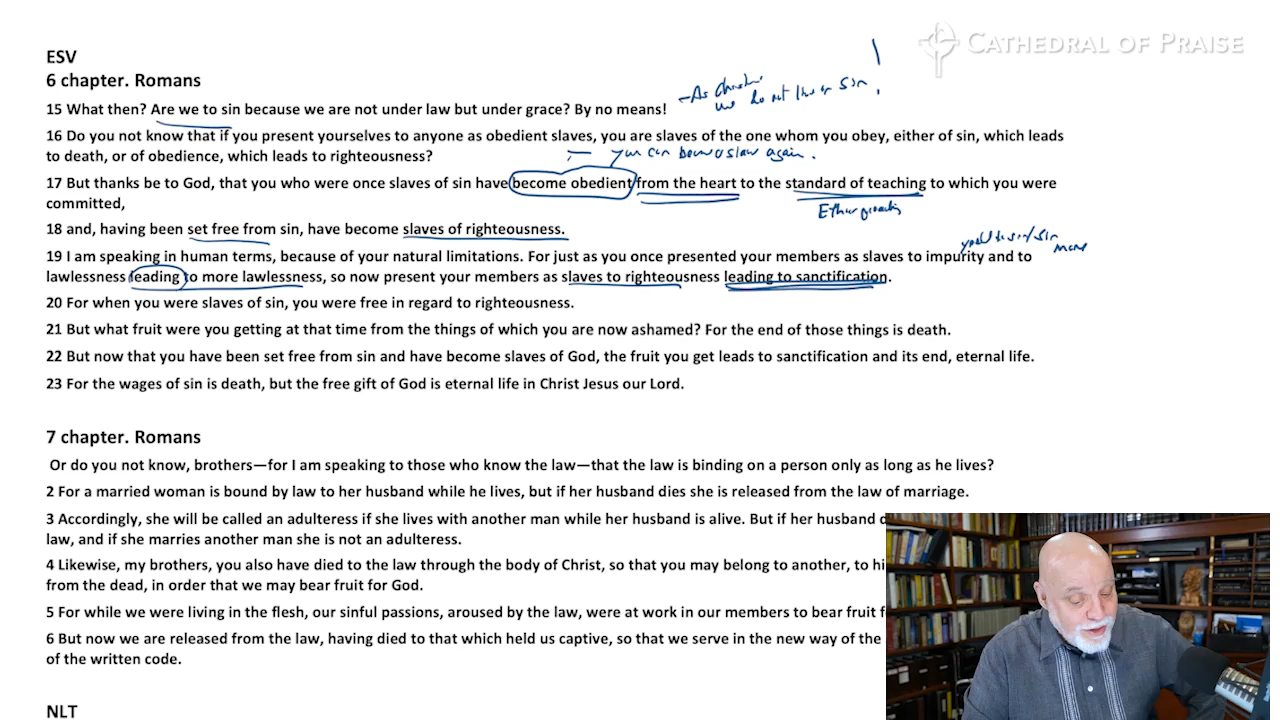 CATHEDRAL OF PRAISE
ESV
6 chapter. Romans
- As
we do not live in sin,
15 What then? Are we to sin because we are not under law but under grace? By no means!
16 Do you not know that if you present yourselves to anyone as obedient slaves, you are slaves of the one whom you obey, either of sin, which leads
to death, or of obedience, which leads to righteousness?
you can become a slave again.
17 But thanks be to God, that you who were once slaves of sin have become obedient from the heart to the standard of teaching to which you were
committed,
18 and, having been set free from sin, have become slaves of righteousness.
yield to sin/sin
more
19 I am speaking in human terms, because of your natural limitations. For just as you once presented your members as slaves to impurity and to
lawlessness leading to more lawlessness, so now present your members as slaves to righteousness leading to sanctification.
20 For when you were slaves of sin, you were free in regard to righteousness.
21 But what fruit were you getting at that time from the things of which you are now ashamed? For the end of those things is death.
22 But now that you have been set free from sin and have become slaves of God, the fruit you get leads to sanctification and its end, eternal life.
23 For the wages of sin is death, but the free gift of God is eternal life in Christ Jesus our Lord.
7 chapter. Romans
Or do you not know, brothers—for I am speaking to those who know the law—that the law is binding on a person only as long as he lives?
2 For a married woman is bound by law to her husband while he lives, but if her husband dies she is released from the law of marriage.
3 Accordingly, she will be called an adulteress if she lives with another man while her husband is alive. But if her husband
law, and if she marries another man she is not an adulteress.
4 Likewise, my brothers, you also have died to the law through the body of Christ, so that you may belong to another, to hi
from the dead, in order that we may bear fruit for God.
5 For while we were living in the flesh, our sinful passions, aroused by the law, were at work in our members to bear fruit f
6 But now we are released from the law, having died to that which held us captive, so that we serve in the new way of the
of the written code.
NLT